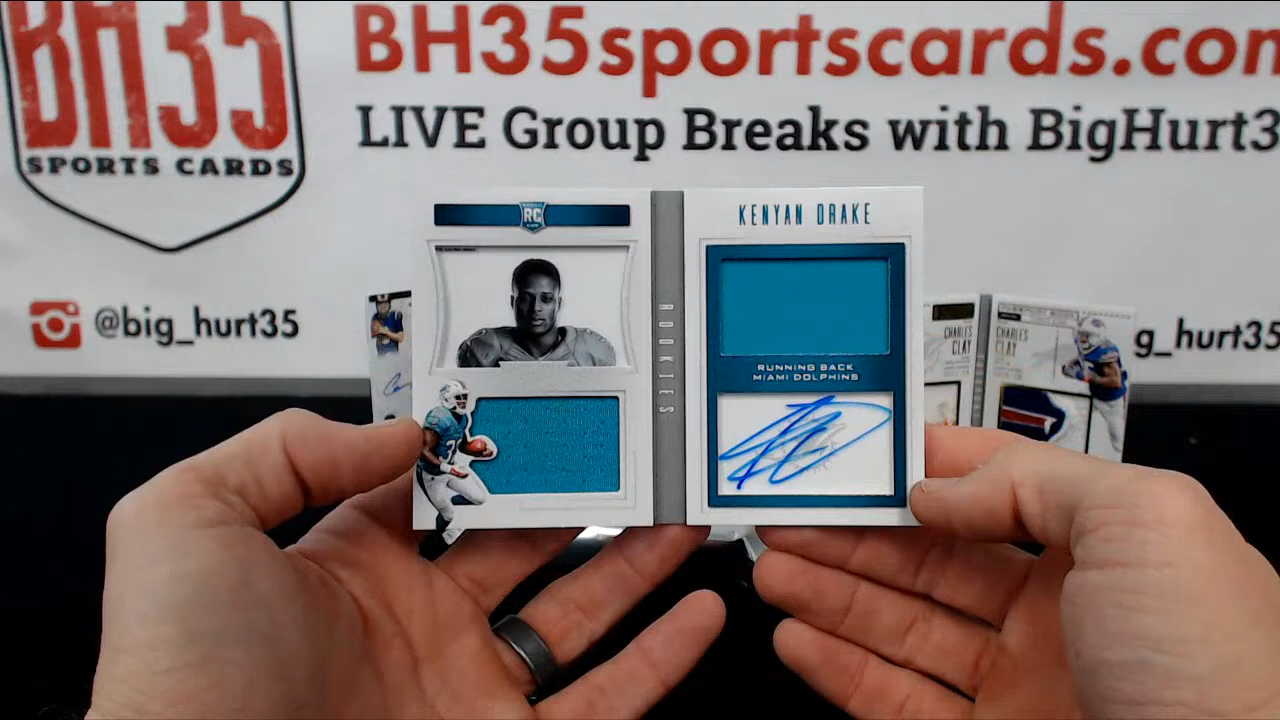 BH35
SPORTS CARDS
BH35sportscards.com
LIVE Group Breaks with BigHurt3
@big_hurt35
g_hurt35
RC
ROOKIES
KENYAN DRAKE
RUNNING BACK
MIAMI DOLPHINS
CHARLES
CLAY
CHARLES
CLAY